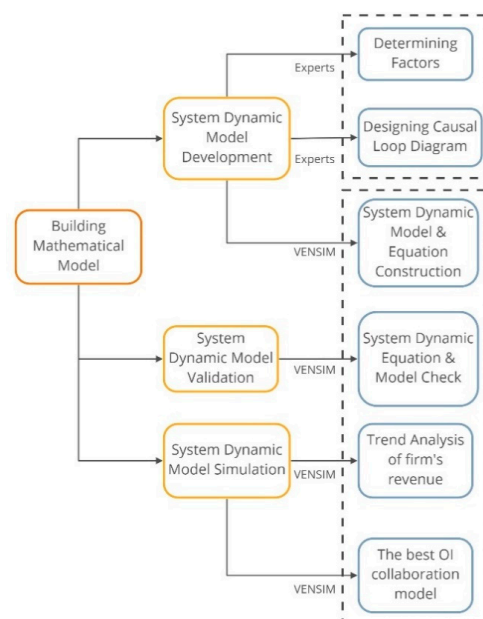 Determining
Factors
Experts
System Dynamic
Model
Development
Designing Causal
Loop Diagram
Experts
Building
Mathematical
Model
System Dynamic
Model &
Equation
Construction
VENSIM
System
Dynamic Model
Validation
System Dynamic
Equation &
Model Check
VENSIM
System Dynamic
Model Simulation
Trend Analysis
of firm's
revenue
VENSIM
The best OI
collaboration
model
VENSIM